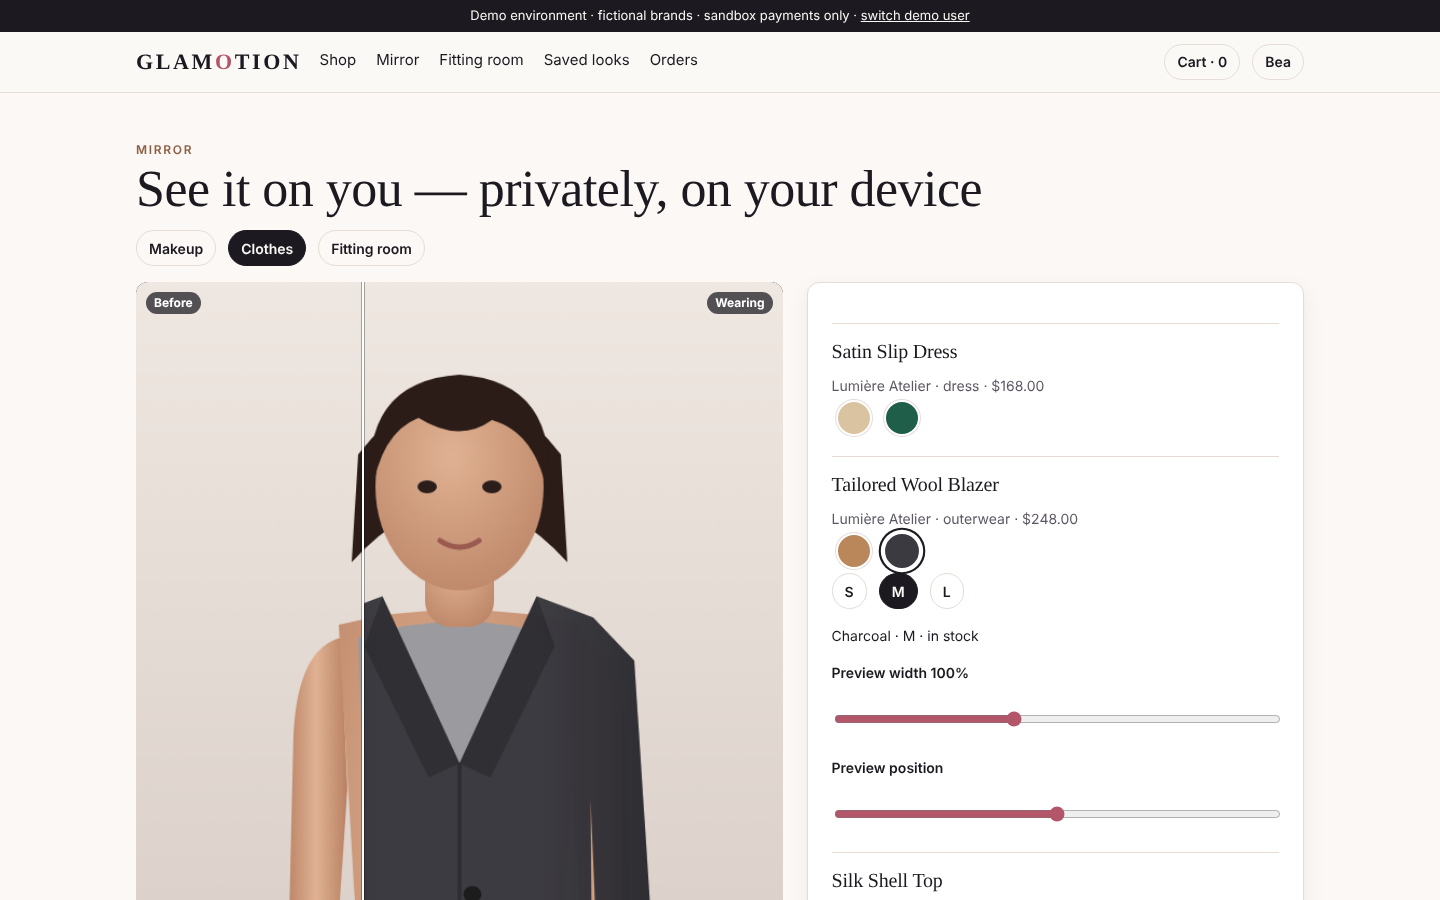 Demo environment · fictional brands · sandbox payments only · switch demo user
GLAMOTION Shop Mirror Fitting room Saved looks Orders Cart · 0 Bea
MIRROR
See it on you — privately, on your device
Makeup Clothes Fitting room
Before Wearing
Satin Slip Dress
Lumière Atelier · dress · $168.00
Tailored Wool Blazer
Lumière Atelier · outerwear · $248.00
S M L
Charcoal · M · in stock
Preview width 100%
Preview position
Silk Shell Top